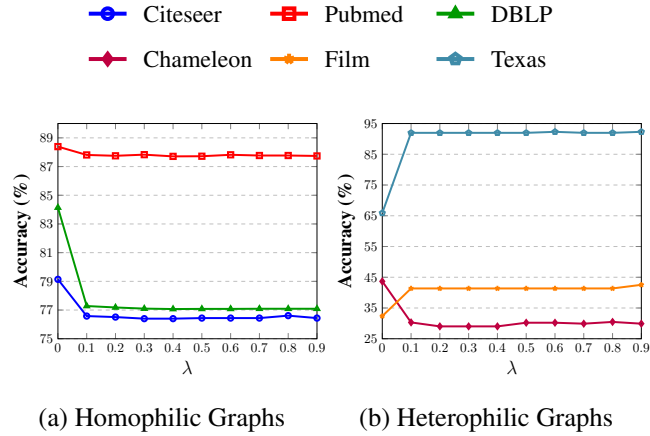 Citeseer Pubmed DBLP
Chameleon Film Texas
89
87
85
83
81
79
77
75
Accuracy (%)
0 0.1 0.2 0.3 0.4 0.5 0.6 0.7 0.8 0.9
λ
(a) Homophilic Graphs
95
85
75
65
55
45
35
25
Accuracy (%)
0 0.1 0.2 0.3 0.4 0.5 0.6 0.7 0.8 0.9
λ
(b) Heterophilic Graphs